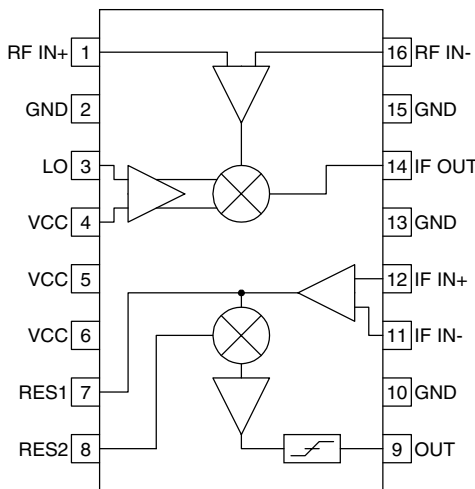 RF IN+ 1 16 RF IN-
GND 2 15 GND
LO 3 14 IF OUT
VCC 4 13 GND
VCC 5 12 IF IN+
VCC 6 11 IF IN-
RES1 7 10 GND
RES2 8 9 OUT